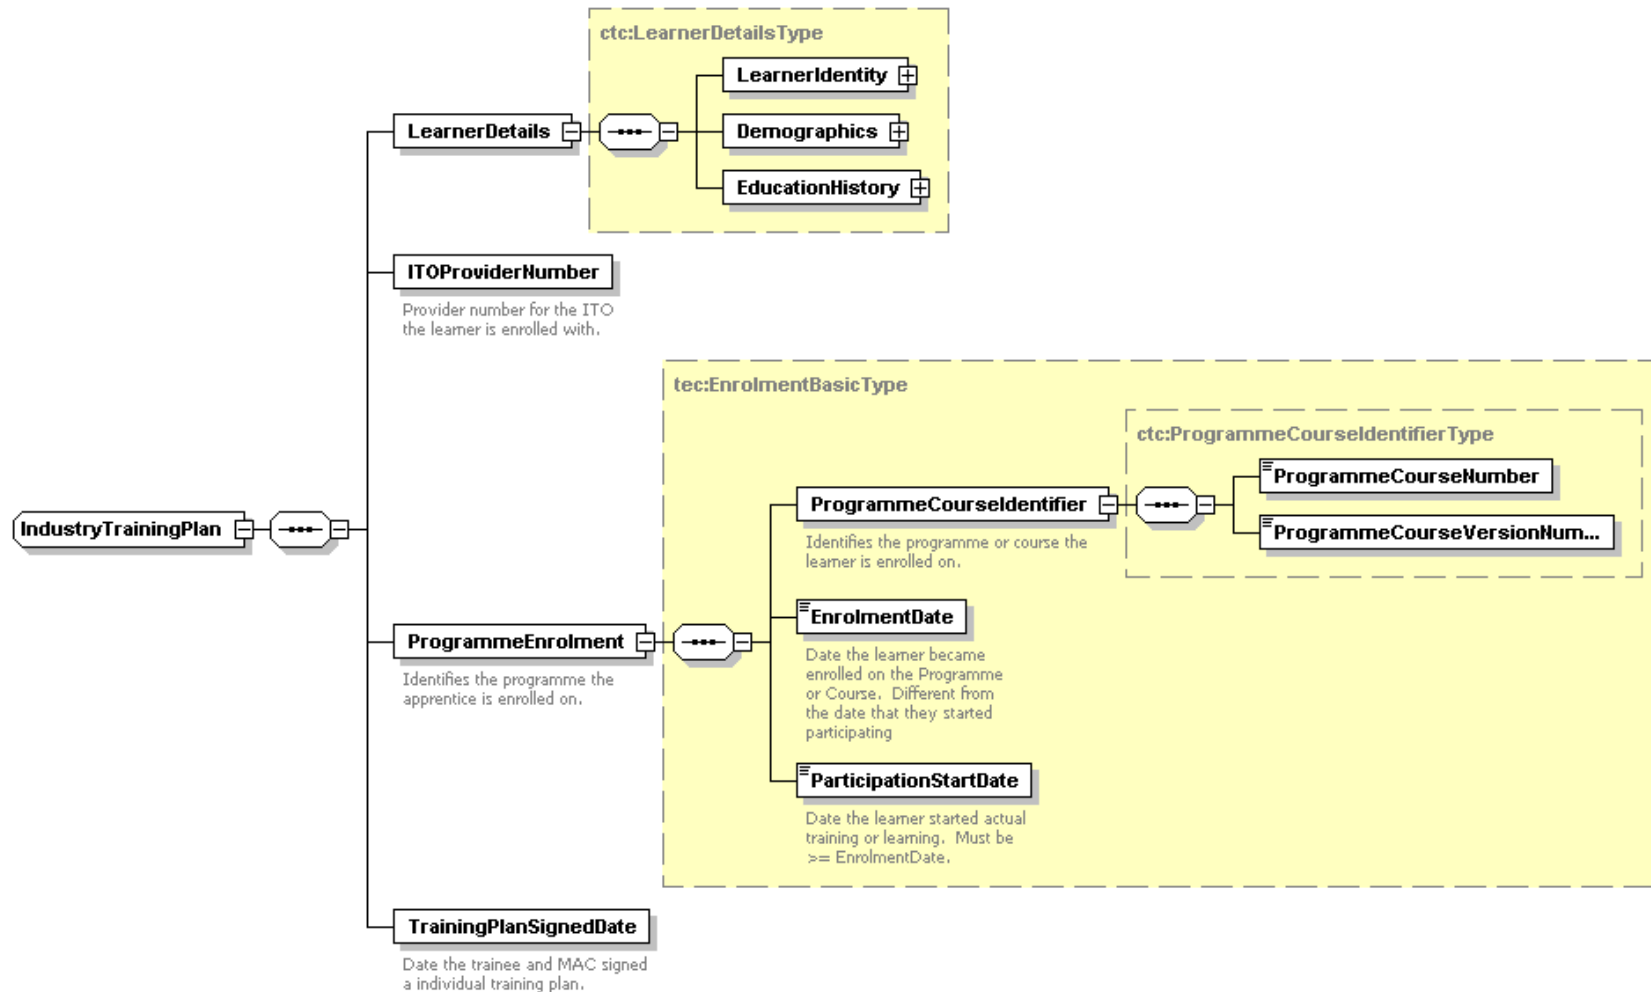 ctc:LearnerDetailsType
LearnerIdentity
LearnerDetails
Demographics
EducationHistory
ITOProviderNumber
Provider number for the ITO
the learner is enrolled with.
tec:EnrolmentBasicType
ctc:ProgrammeCourseIdentifierType
ProgrammeCourseNumber
ProgrammeCourseIdentifier
IndustryTrainingPlan
ProgrammeCourseVersionNum...
Identifies the programme or course the
learner is enrolled on.
EnrolmentDate
ProgrammeEnrolment
Identifies the programme the
apprentice is enrolled on.
Date the learner became
enrolled on the Programme
or Course.  Different from
the date that they started
participating
ParticipationStartDate
Date the learner started actual
training or learning.  Must be
>= EnrolmentDate.
TrainingPlanSignedDate
Date the trainee and MAC signed
a individual training plan.